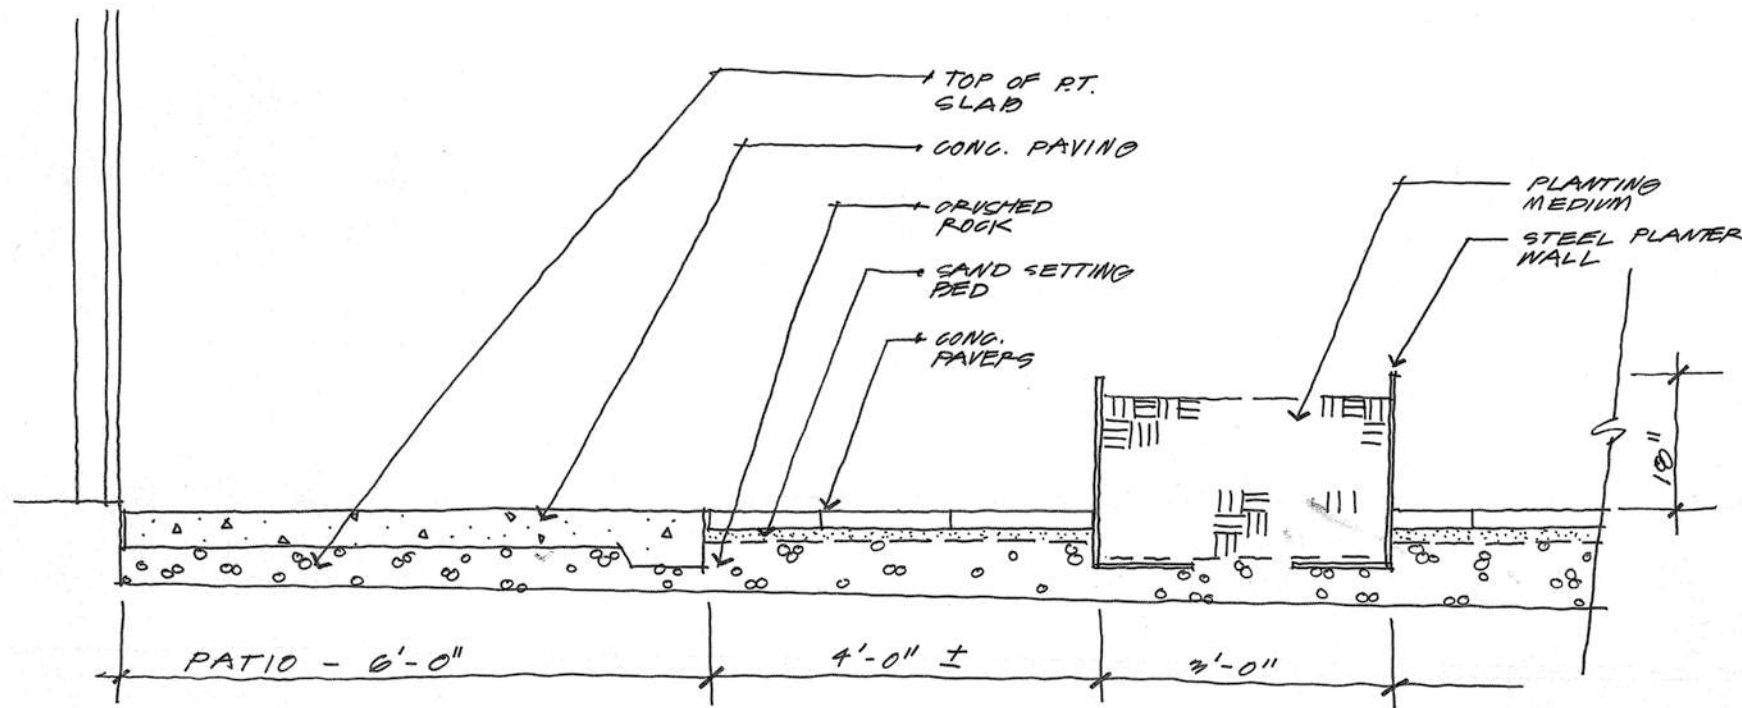 TOP OF P.T.
SLAB
CONC. PAVING
CRUSHED
ROCK
SAND SETTING
BED
CONC.
PAVERS
PLANTING
MEDIUM
STEEL PLANTER
WALL
18"
PATIO - 6'-0"
4'-0" ±
3'-0"